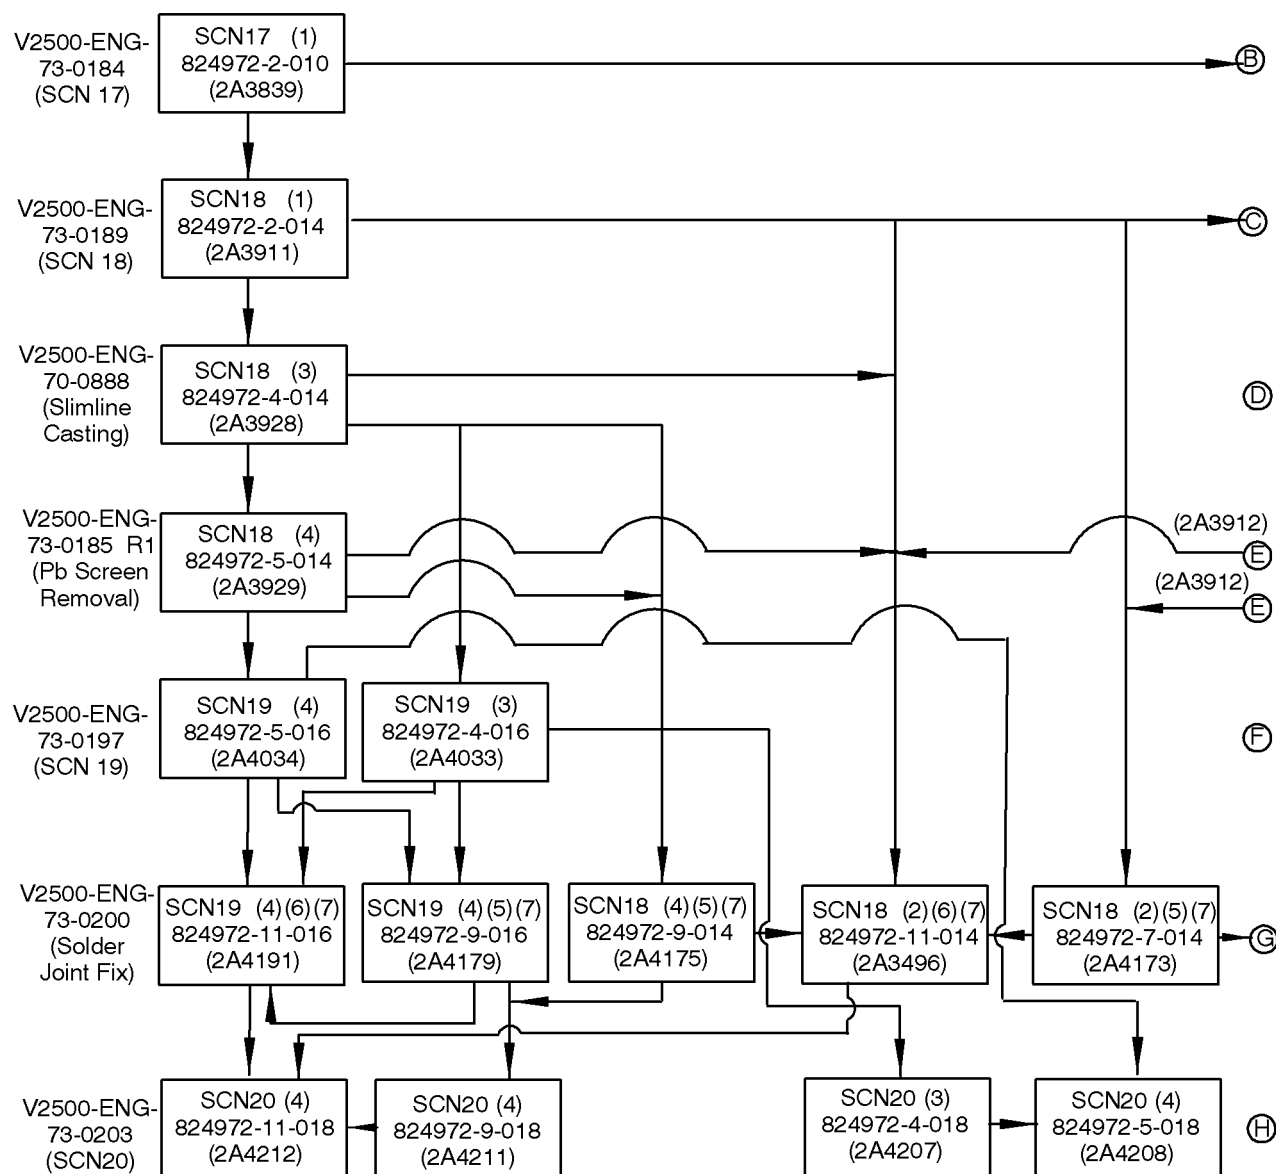 V2500-ENG-
73-0184
(SCN 17)
SCN17 (1)
824972-2-010
(2A3839)
B
V2500-ENG-
73-0189
(SCN 18)
SCN18 (1)
824972-2-014
(2A3911)
C
V2500-ENG-
70-0888
(Slimline
Casting)
SCN18 (3)
824972-4-014
(2A3928)
D
V2500-ENG-
73-0185 R1
(Pb Screen
Removal)
SCN18 (4)
824972-5-014
(2A3929)
(2A3912)
E
(2A3912)
E
V2500-ENG-
73-0197
(SCN 19)
SCN19 (4)
824972-5-016
(2A4034)
SCN19 (3)
824972-4-016
(2A4033)
F
V2500-ENG-
73-0200
(Solder
Joint Fix)
SCN19 (4)(6)(7)
824972-11-016
(2A4191)
SCN19 (4)(5)(7)
824972-9-016
(2A4179)
SCN18 (4)(5)(7)
824972-9-014
(2A4175)
SCN18 (2)(6)(7)
824972-11-014
(2A3496)
SCN18 (2)(5)(7)
824972-7-014
(2A4173)
G
V2500-ENG-
73-0203
(SCN20)
SCN20 (4)
824972-11-018
(2A4212)
SCN20 (4)
824972-9-018
(2A4211)
SCN20 (3)
824972-4-018
(2A4207)
SCN20 (4)
824972-5-018
(2A4208)
H